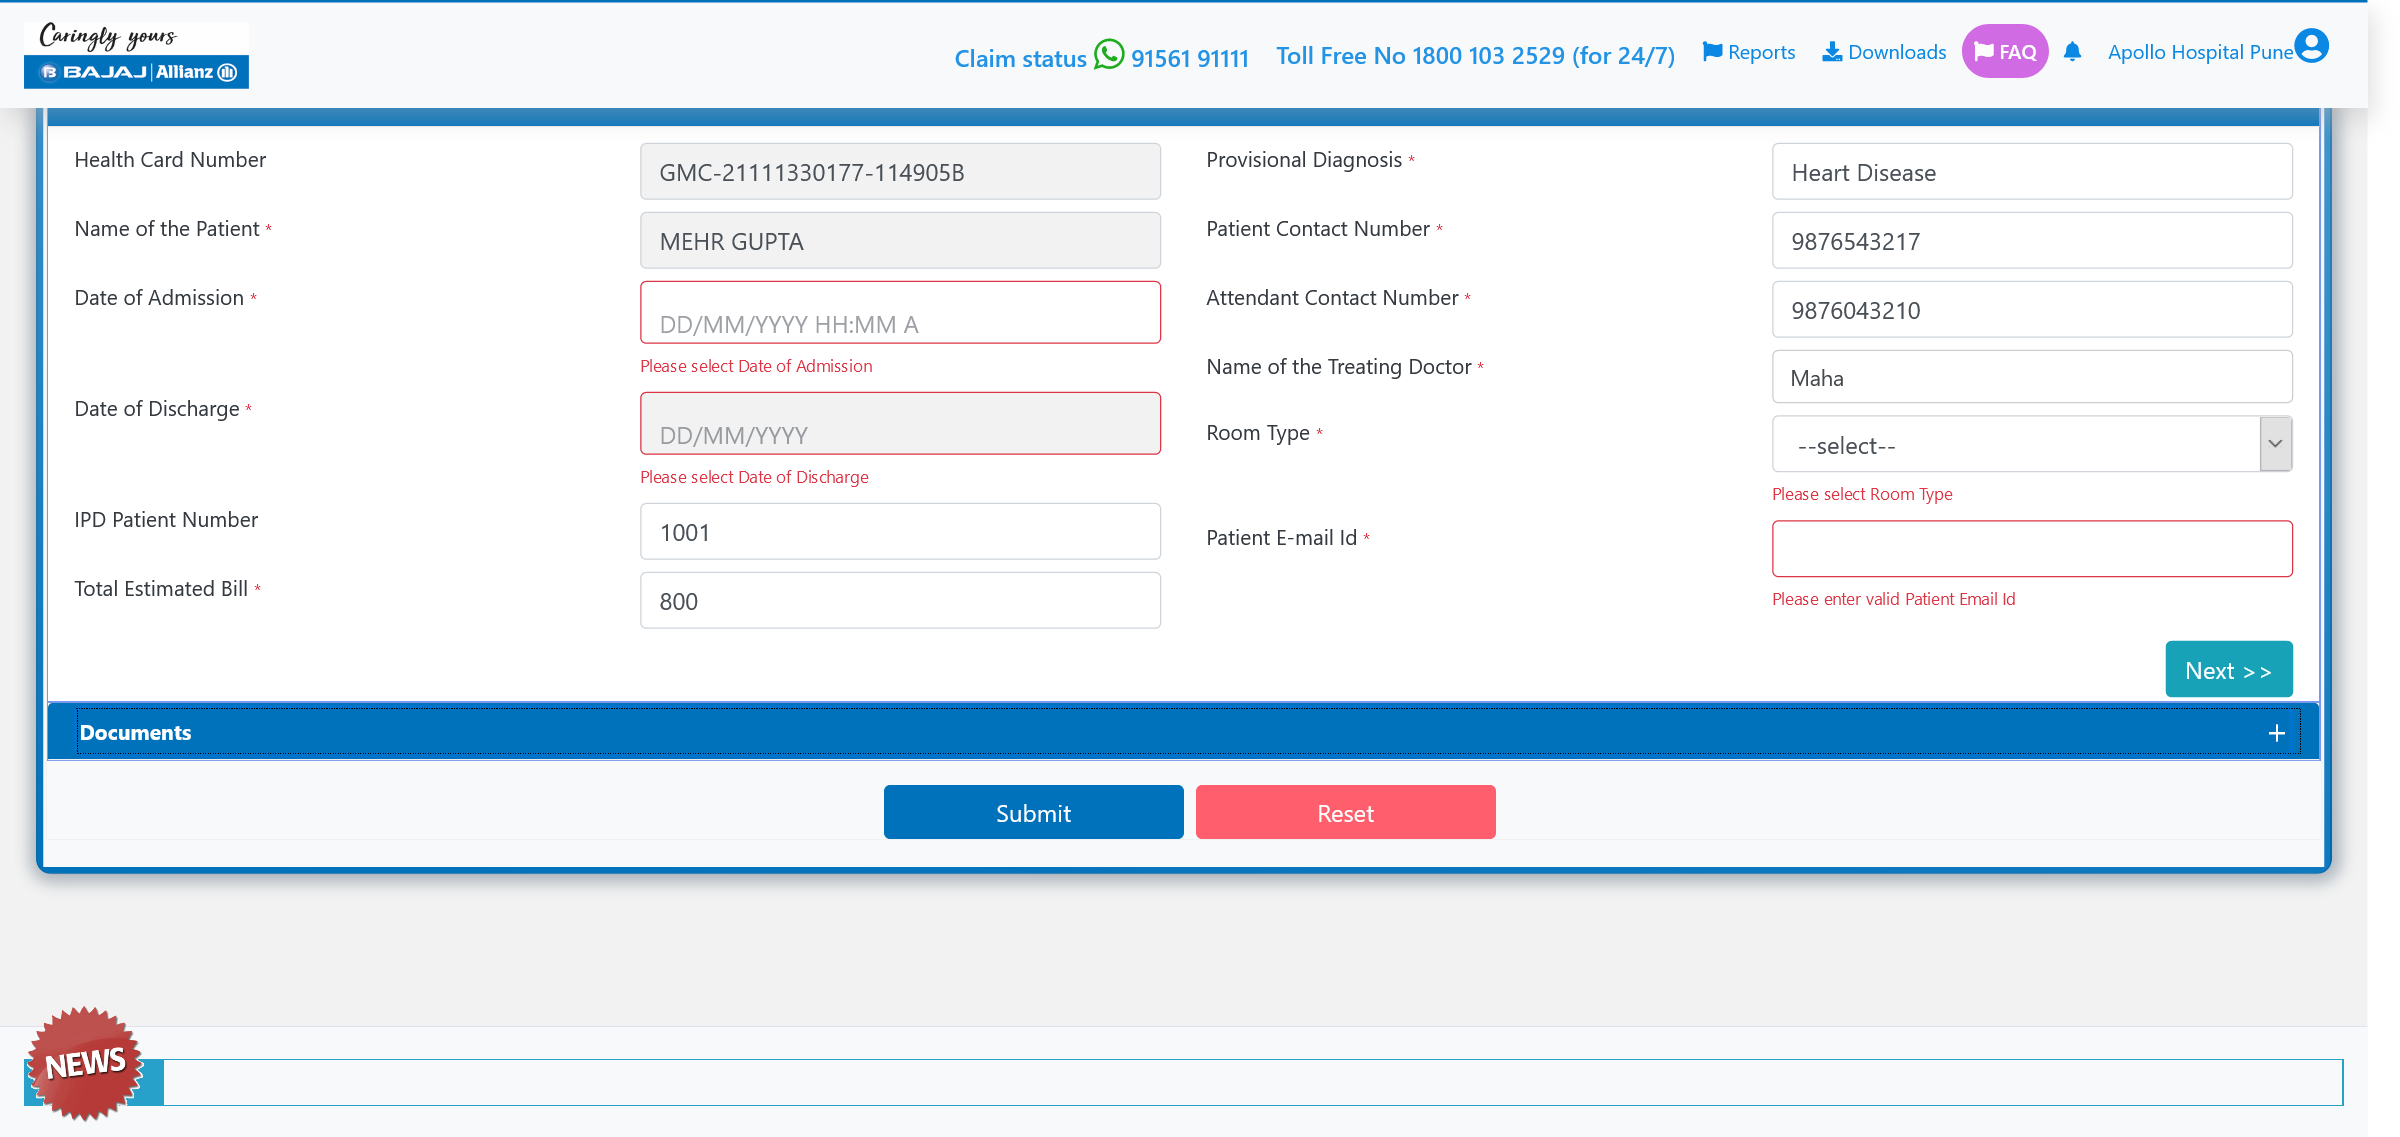 Caringly yours
BAJAJ | Allianz
Claim status 91561 91111
Toll Free No 1800 103 2529 (for 24/7)
Reports
Downloads
FAQ
Apollo Hospital Pune
Health Card Number
GMC-21111330177-114905B
Name of the Patient *
MEHR GUPTA
Date of Admission *
DD/MM/YYYY HH:MM A
Please select Date of Admission
Date of Discharge *
DD/MM/YYYY
Please select Date of Discharge
IPD Patient Number
1001
Total Estimated Bill *
800
Provisional Diagnosis *
Heart Disease
Patient Contact Number *
9876543217
Attendant Contact Number *
9876043210
Name of the Treating Doctor *
Maha
Room Type *
--select--
Please select Room Type
Patient E-mail Id *
Please enter valid Patient Email Id
Next >>
Documents
+
Submit
Reset
NEWS